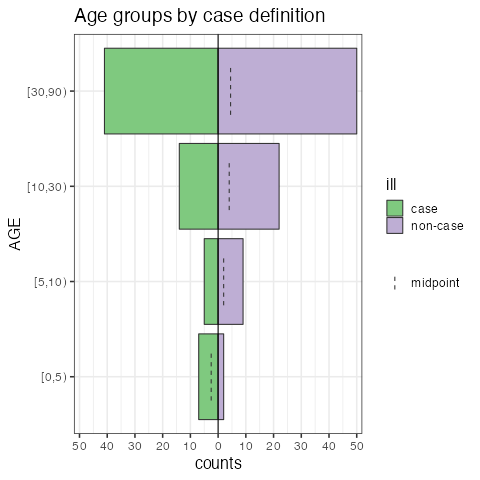 Age groups by case definition
AGE
[30,90)
[10,30)
[5,10)
[0,5)
50 40 30 20 10 0 10 20 30 40 50
counts
ill
case
non-case
midpoint